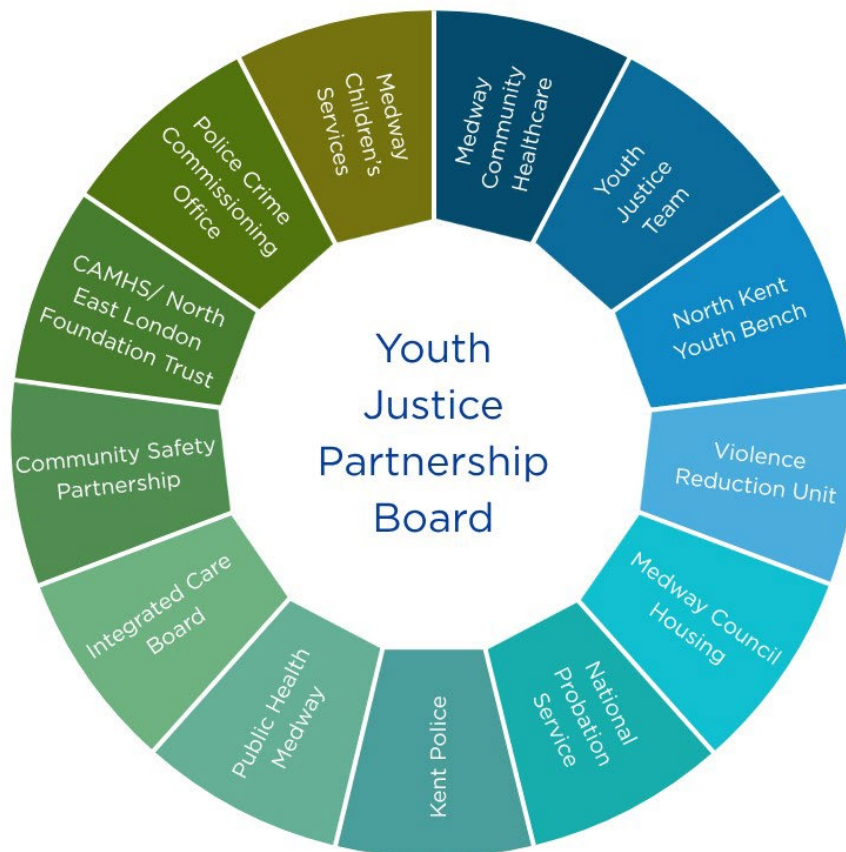 Youth
Justice
Partnership
Board
Medway
Community
Healthcare
Youth
Justice
Team
North Kent
Youth Bench
Violence
Reduction Unit
Medway Council
Housing
National
Probation
Service
Kent Police
Public Health
Medway
Integrated Care
Board
Community Safety
Partnership
CAMHS/ North
East London
Foundation Trust
Police Crime
Commissioning
Office
Medway
Children's
Services